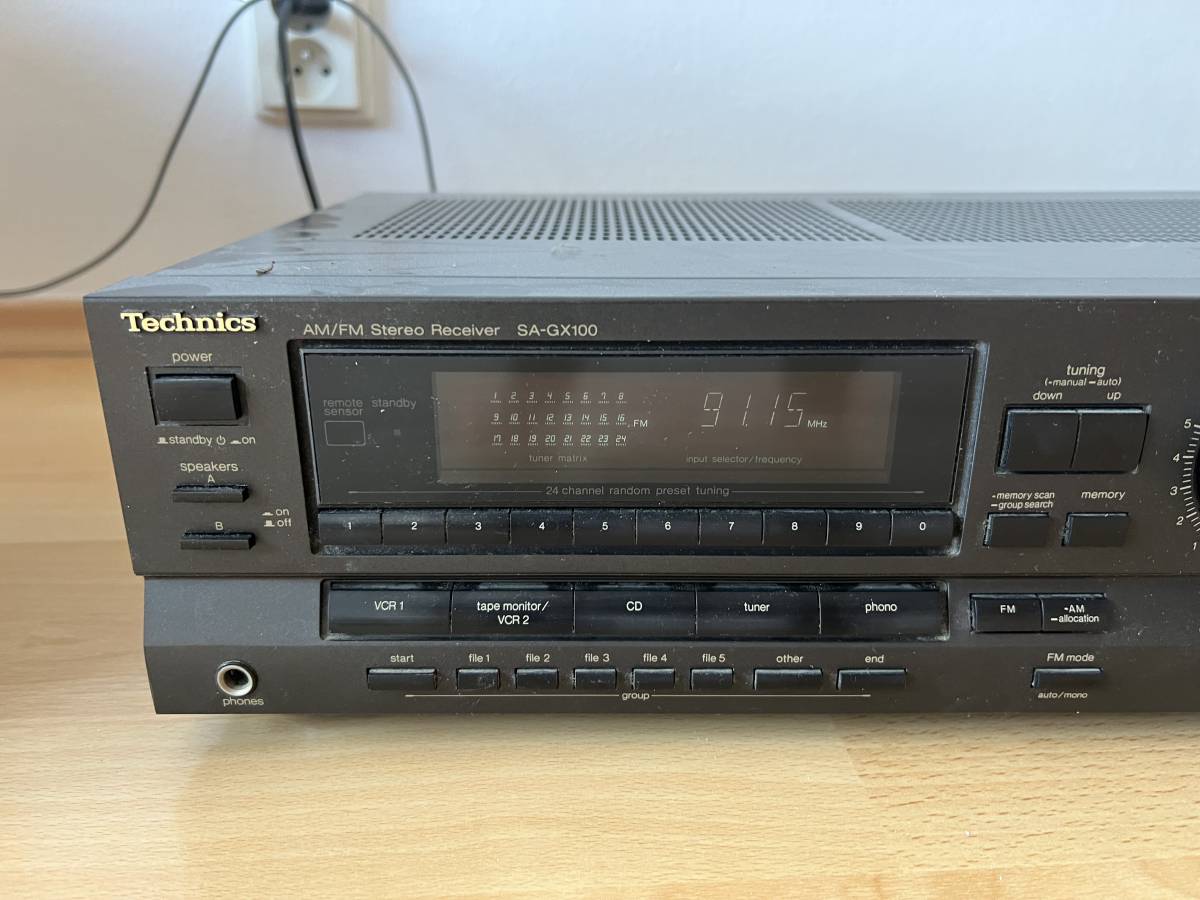 Technics
AM/FM Stereo Receiver SA-GX100
power
standby on
speakers
A
on
off
B
remote
sensor
standby
1 2 3 4 5 6 7 8
9 10 11 12 13 14 15 16
17 18 19 20 21 22 23 24
FM
91.15 MHz
tuner matrix
input selector/frequency
24 channel random preset tuning
1 2 3 4 5 6 7 8 9 0
tuning
(-manual −auto)
down up
-memory scan
−group search
memory
5
4
3
2
1
VCR 1
tape monitor/
VCR 2
CD
tuner
phono
FM
-AM
−allocation
start file 1 file 2 file 3 file 4 file 5 other end
group
FM mode
auto/mono
phones